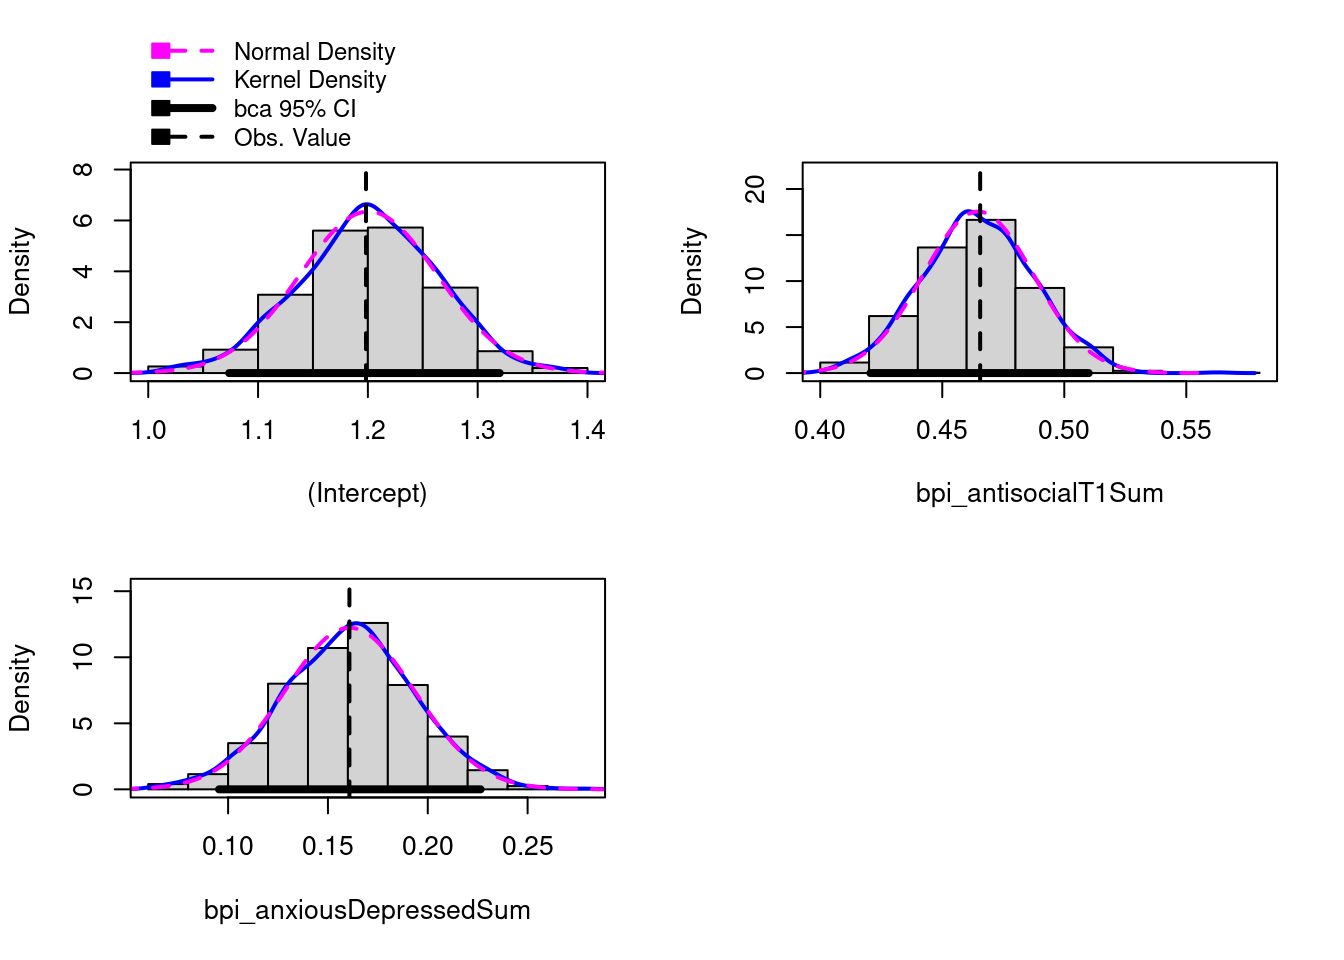 Normal Density
Kernel Density
bca 95% CI
Obs. Value
Density
0 2 4 6 8
1.0 1.1 1.2 1.3 1.4
(Intercept)
Density
0 5 10 20
0.40 0.45 0.50 0.55
bpi_antisocialT1Sum
Density
0 5 10 15
0.10 0.15 0.20 0.25
bpi_anxiousDepressedSum